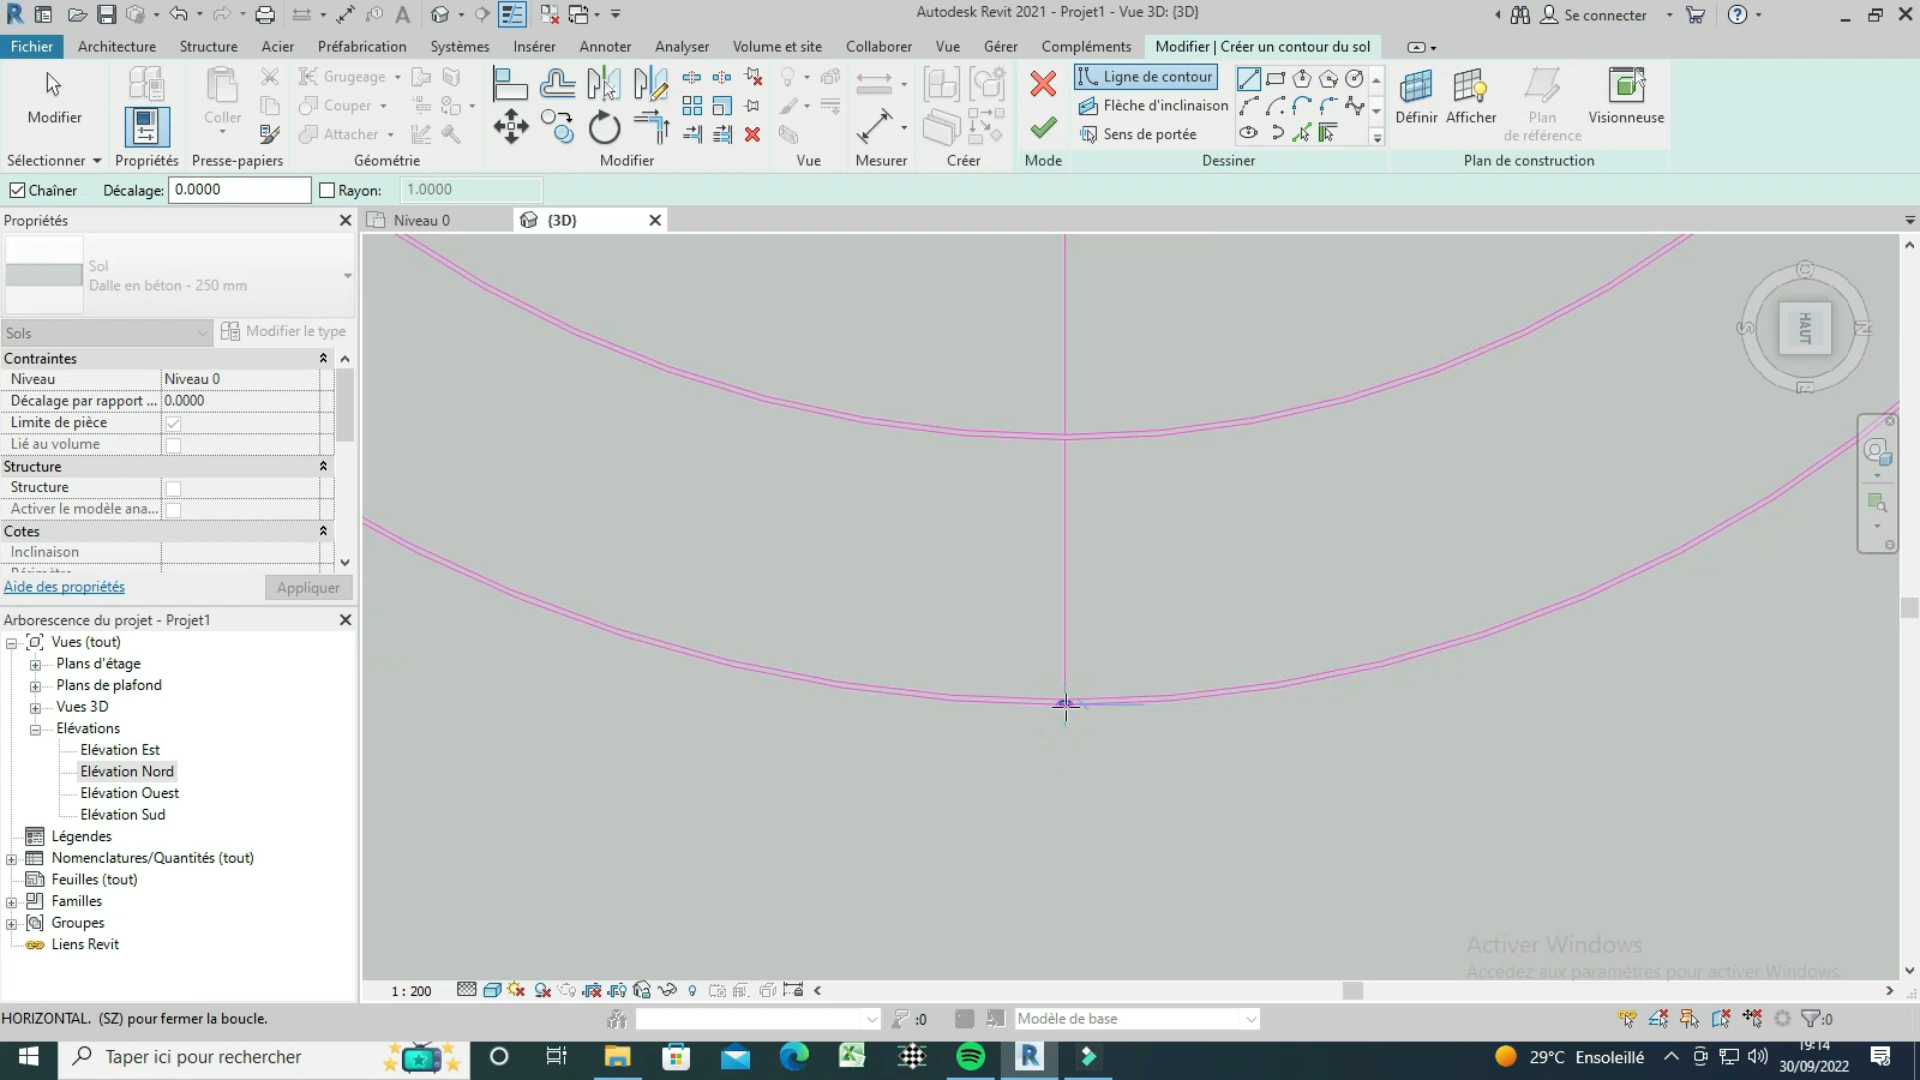 Autodesk Revit 2021 - Projet1 - Vue 3D: {3D}
Se connecter
Fichier
Architecture
Structure
Acier
Préfabrication
Systèmes
Insérer
Annoter
Analyser
Volume et site
Collaborer
Vue
Gérer
Compléments
Modifier | Créer un contour du sol
Modifier
Coller
Grugeage
Couper
Attacher
Ligne de contour
Flèche d'inclinaison
Sens de portée
Définir
Afficher
Plan
de référence
Visionneuse
Sélectionner
Propriétés
Presse-papiers
Géométrie
Modifier
Vue
Mesurer
Créer
Mode
Dessiner
Plan de construction
Chaîner
Décalage: 0.0000
Rayon: 1.0000
Propriétés
Niveau 0
{3D}
Sol
Dalle en béton - 250 mm
Sols
Modifier le type
Contraintes
Niveau
Niveau 0
Décalage par rapport ...
0.0000
Limite de pièce
Lié au volume
Structure
Structure
Activer le modèle ana...
Cotes
Inclinaison
Aide des propriétés
Appliquer
HAUT
Arborescence du projet - Projet1
Vues (tout)
Plans d'étage
Plans de plafond
Vues 3D
Elévations
Elévation Est
Elévation Nord
Elévation Ouest
Elévation Sud
Légendes
Nomenclatures/Quantités (tout)
Feuilles (tout)
Familles
Groupes
Liens Revit
Activer Windows
Accédez aux paramètres pour activer Windows.
1 : 200
HORIZONTAL. (SZ) pour fermer la boucle.
:0
Modèle de base
:0
Taper ici pour rechercher
29°C Ensoleillé
19:14
30/09/2022